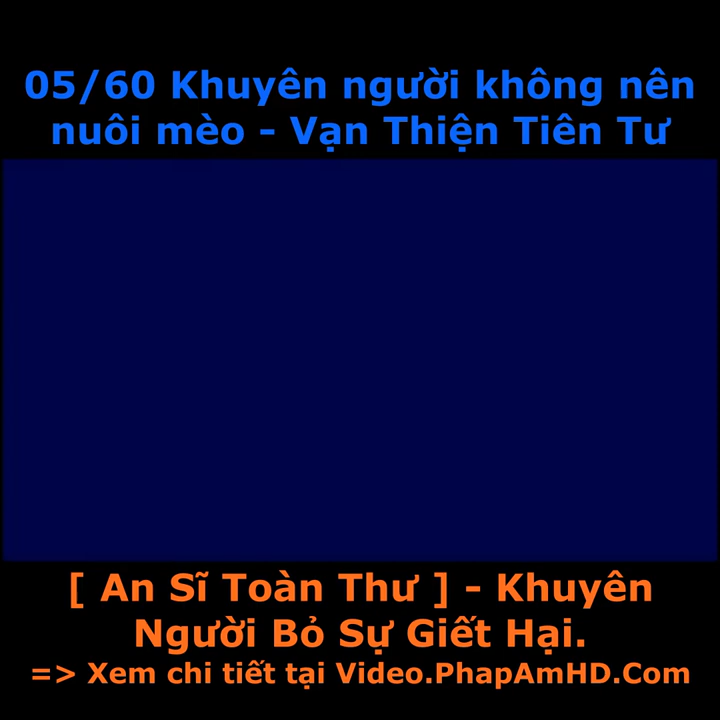 05/60 Khuyên người không nên
nuôi mèo - Vạn Thiện Tiên Tư
[ An Sĩ Toàn Thư ] - Khuyên
Người Bỏ Sự Giết Hại.
=> Xem chi tiết tại Video.PhapAmHD.Com